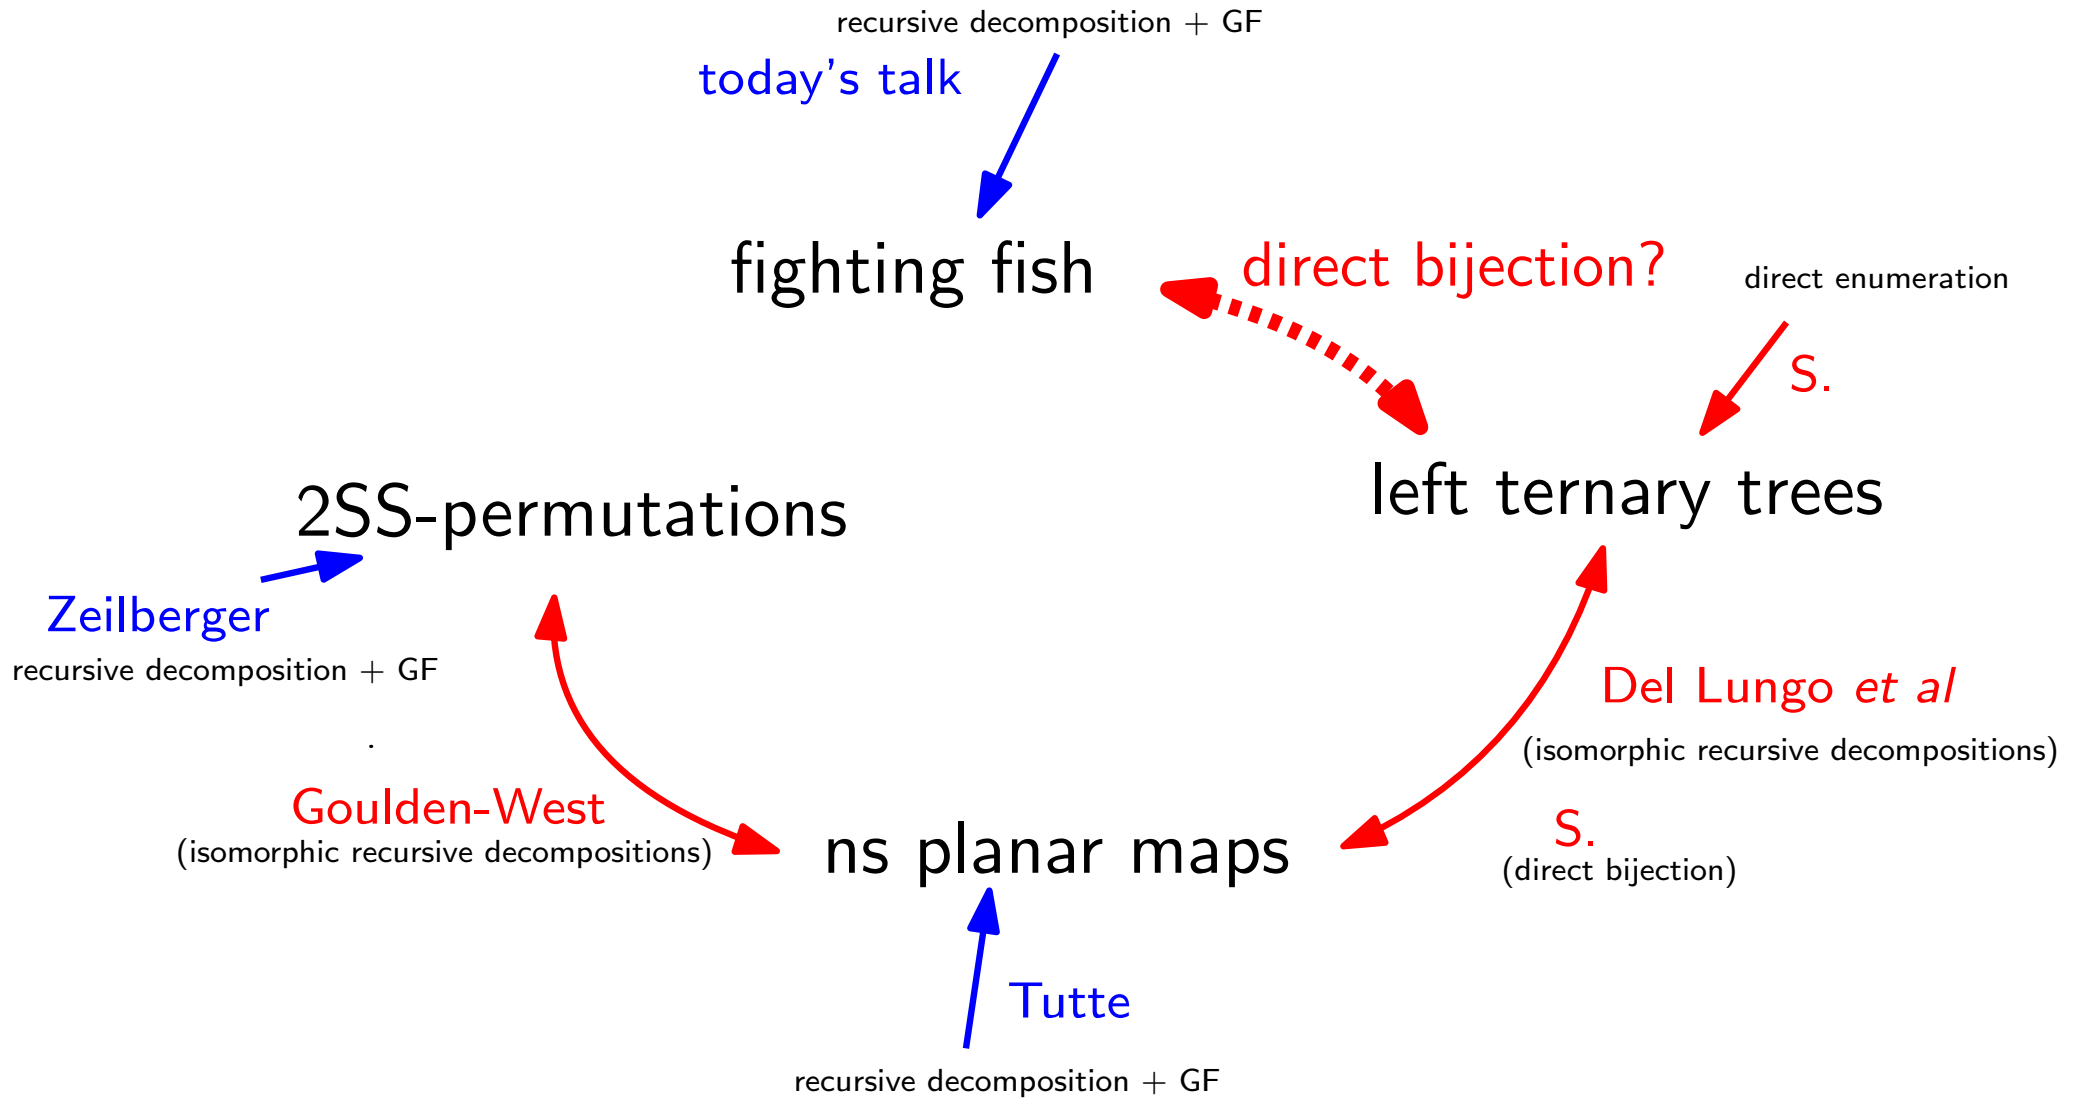 recursive decomposition + GF
today's talk
fighting fish
direct bijection?
direct enumeration
S.
left ternary trees
2SS-permutations
Zeilberger
recursive decomposition + GF
.
Del Lungo et al
(isomorphic recursive decompositions)
Goulden-West
(isomorphic recursive decompositions)
S.
(direct bijection)
ns planar maps
Tutte
recursive decomposition + GF